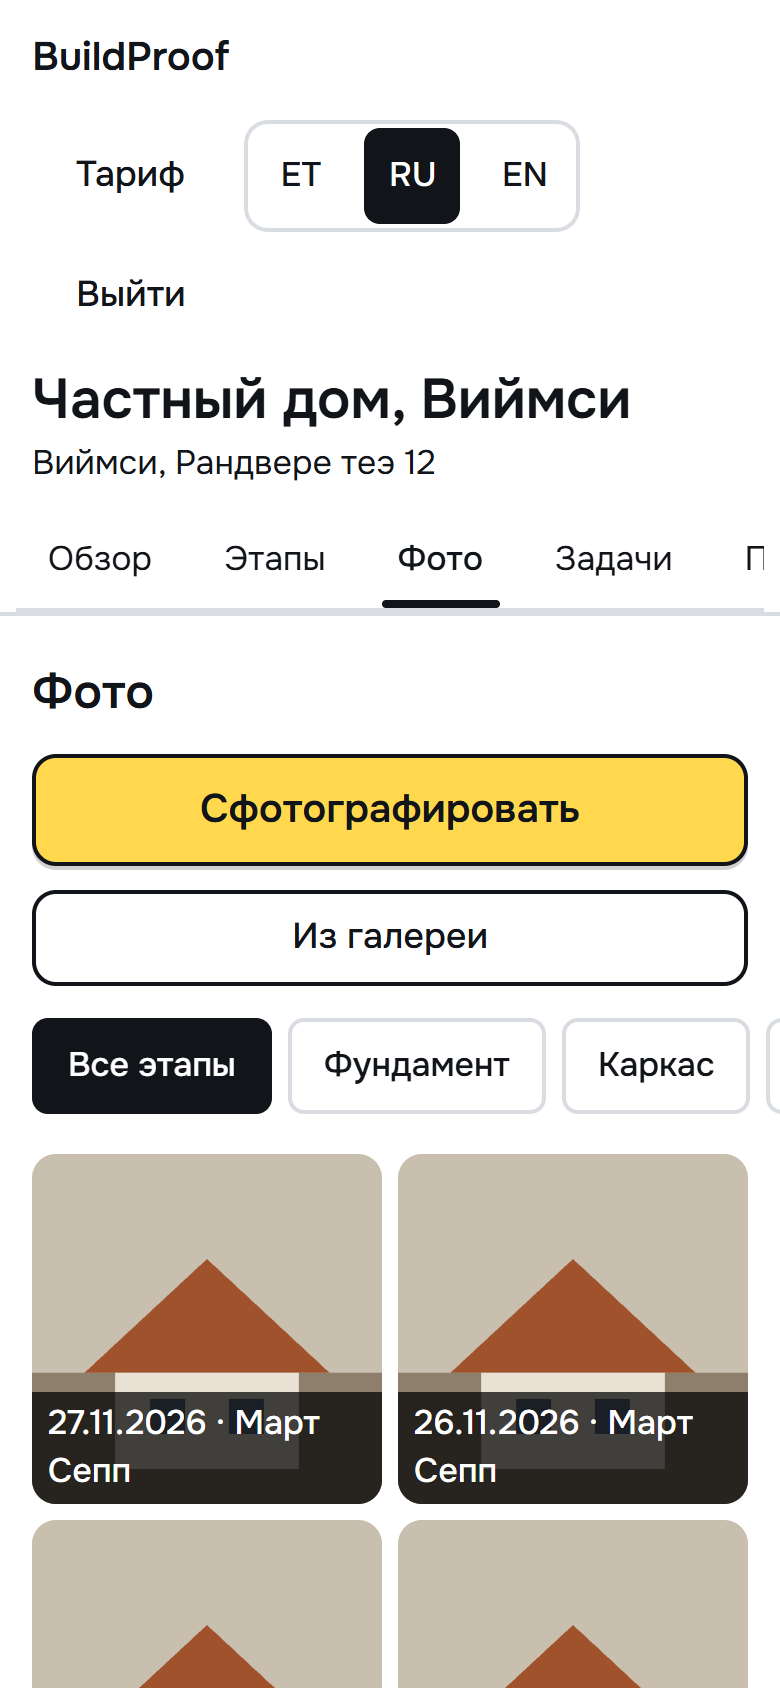 BuildProof
Тариф ET RU EN
Выйти
Частный дом, Виймси
Виймси, Рандвере теэ 12
Обзор Этапы Фото Задачи
Фото
Сфотографировать
Из галереи
Все этапы Фундамент Каркас
27.11.2026 · Март
Сепп
26.11.2026 · Март
Сепп